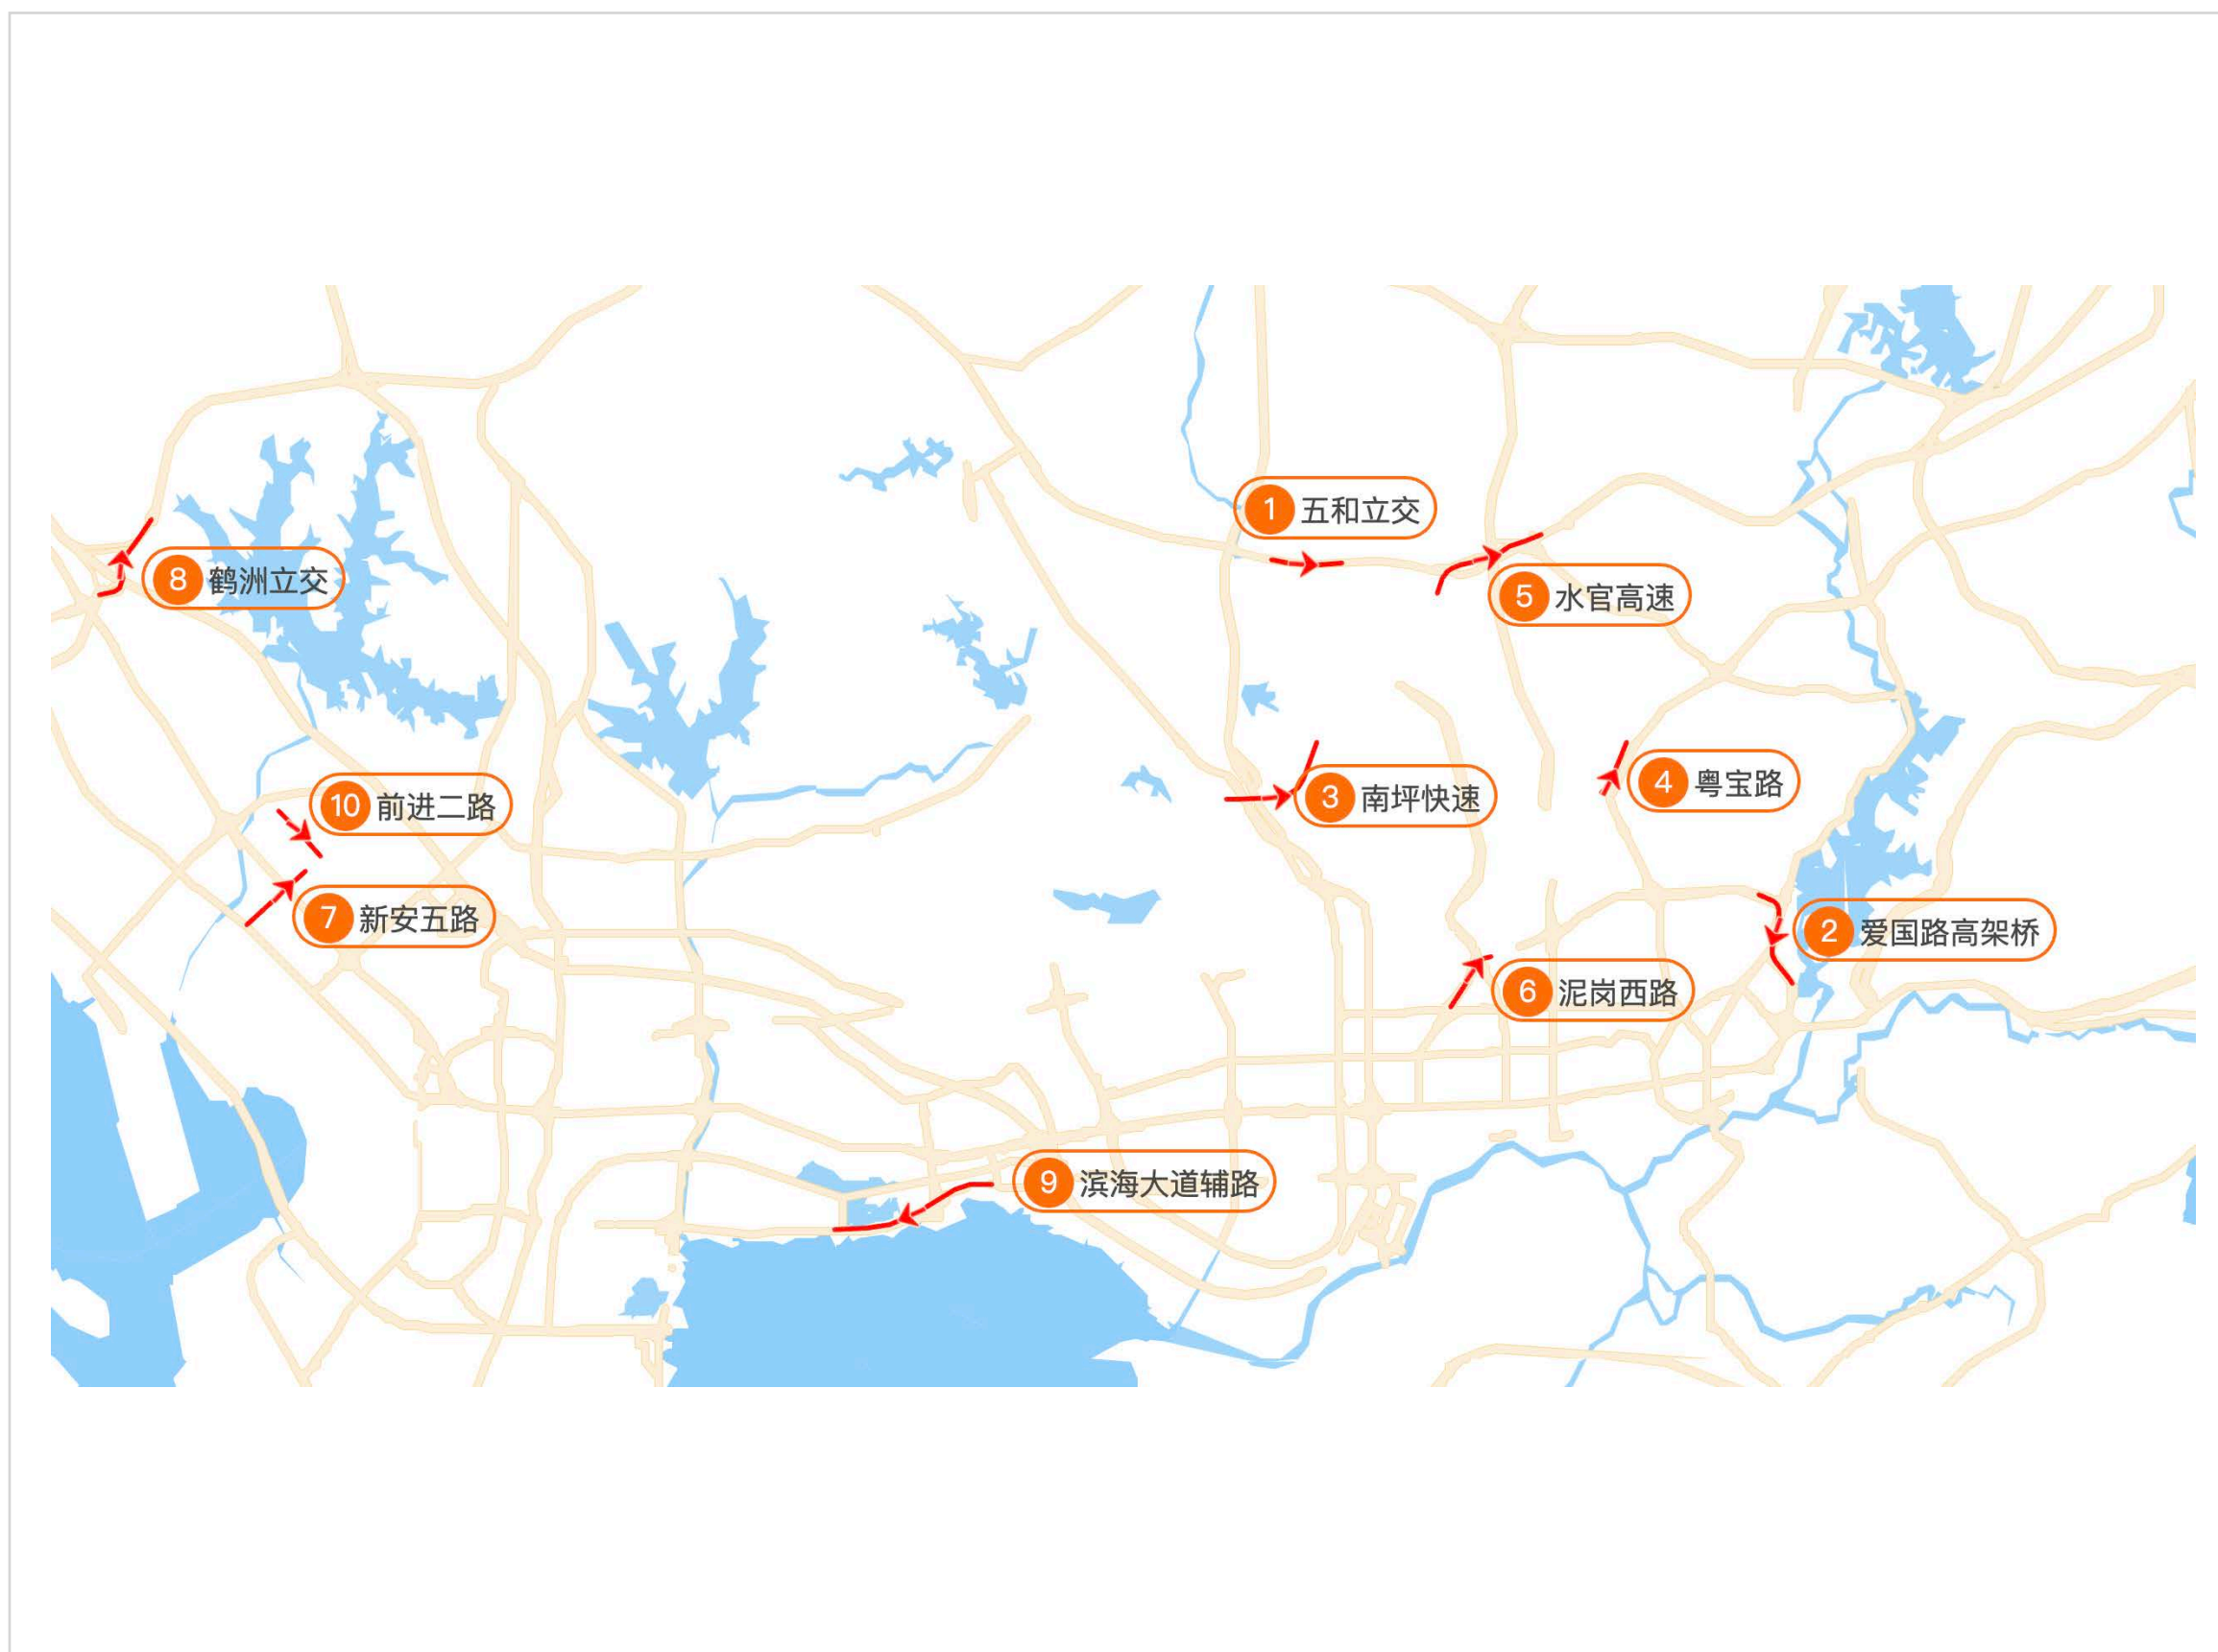 1 五和立交
8 鹤洲立交
5 水官高速
4 粤宝路
3 南坪快速
10 前进二路
7 新安五路
2 爱国路高架桥
6 泥岗西路
9 滨海大道辅路